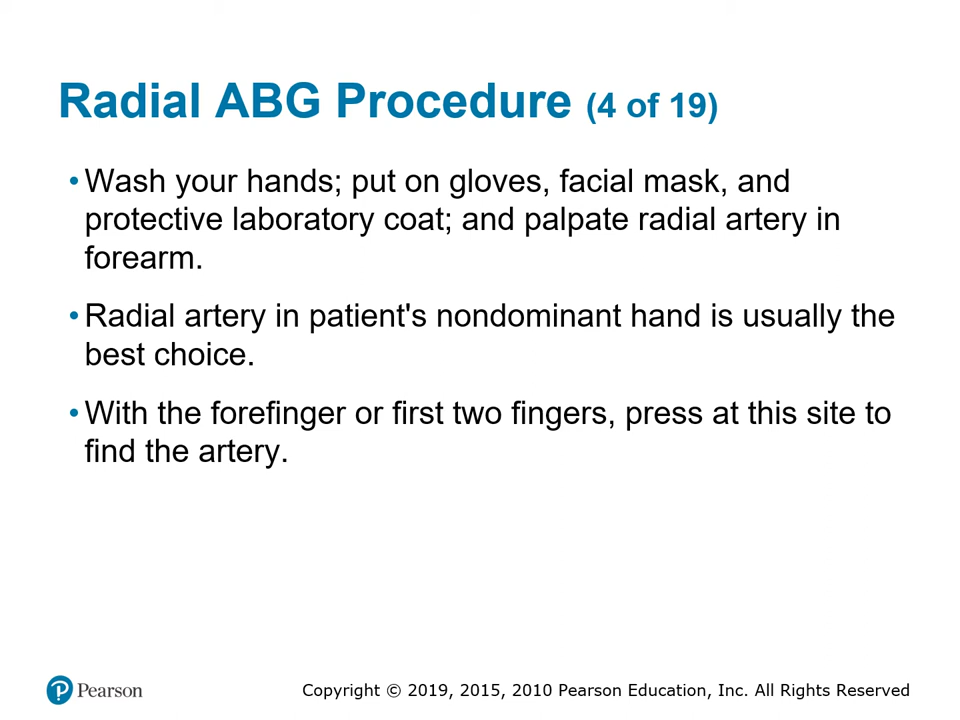 Radial ABG Procedure (4 of 19)
• Wash your hands; put on gloves, facial mask, and
protective laboratory coat; and palpate radial artery in
forearm.
• Radial artery in patient's nondominant hand is usually the
best choice.
• With the forefinger or first two fingers, press at this site to
find the artery.
P Pearson
Copyright © 2019, 2015, 2010 Pearson Education, Inc. All Rights Reserved